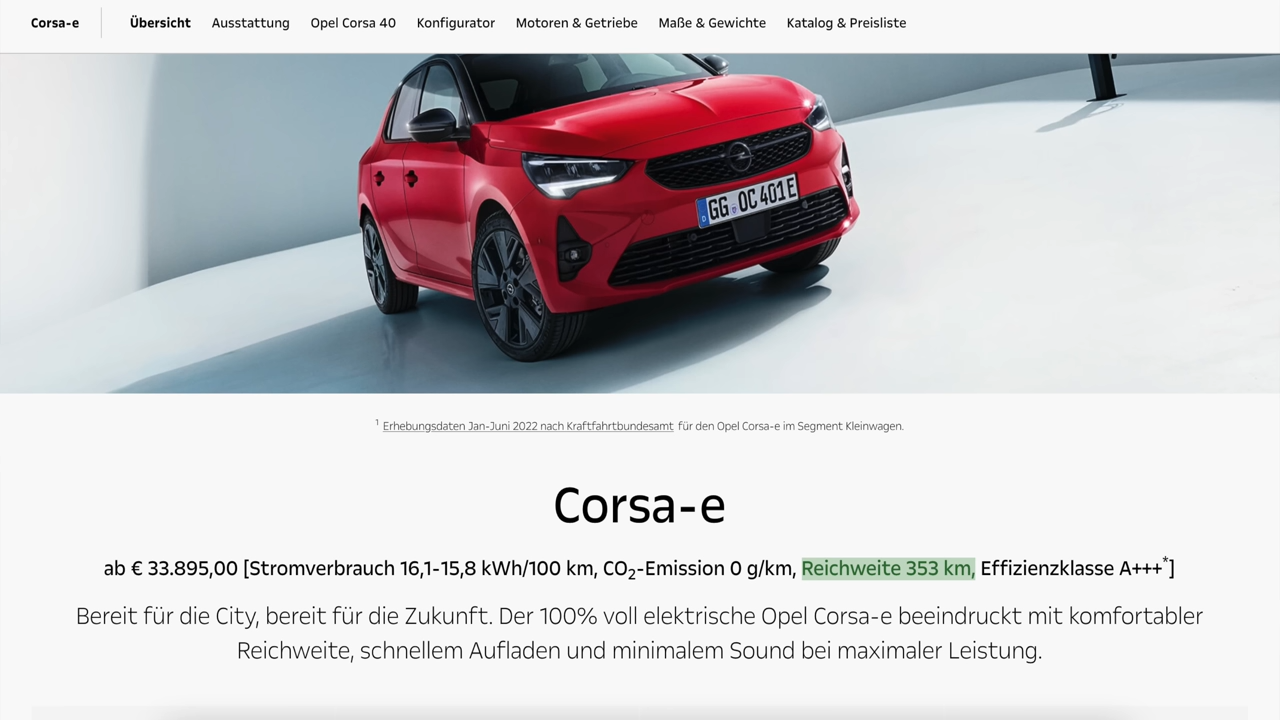 Corsa-e Übersicht Ausstattung Opel Corsa 40 Konfigurator Motoren & Getriebe Maße & Gewichte Katalog & Preisliste
GG OC 401E
D
1 Erhebungsdaten Jan-Juni 2022 nach Kraftfahrtbundesamt für den Opel Corsa-e im Segment Kleinwagen.
Corsa-e
ab € 33.895,00 [Stromverbrauch 16,1-15,8 kWh/100 km, CO2-Emission 0 g/km, Reichweite 353 km, Effizienzklasse A+++*]
Bereit für die City, bereit für die Zukunft. Der 100% voll elektrische Opel Corsa-e beeindruckt mit komfortabler
Reichweite, schnellem Aufladen und minimalem Sound bei maximaler Leistung.